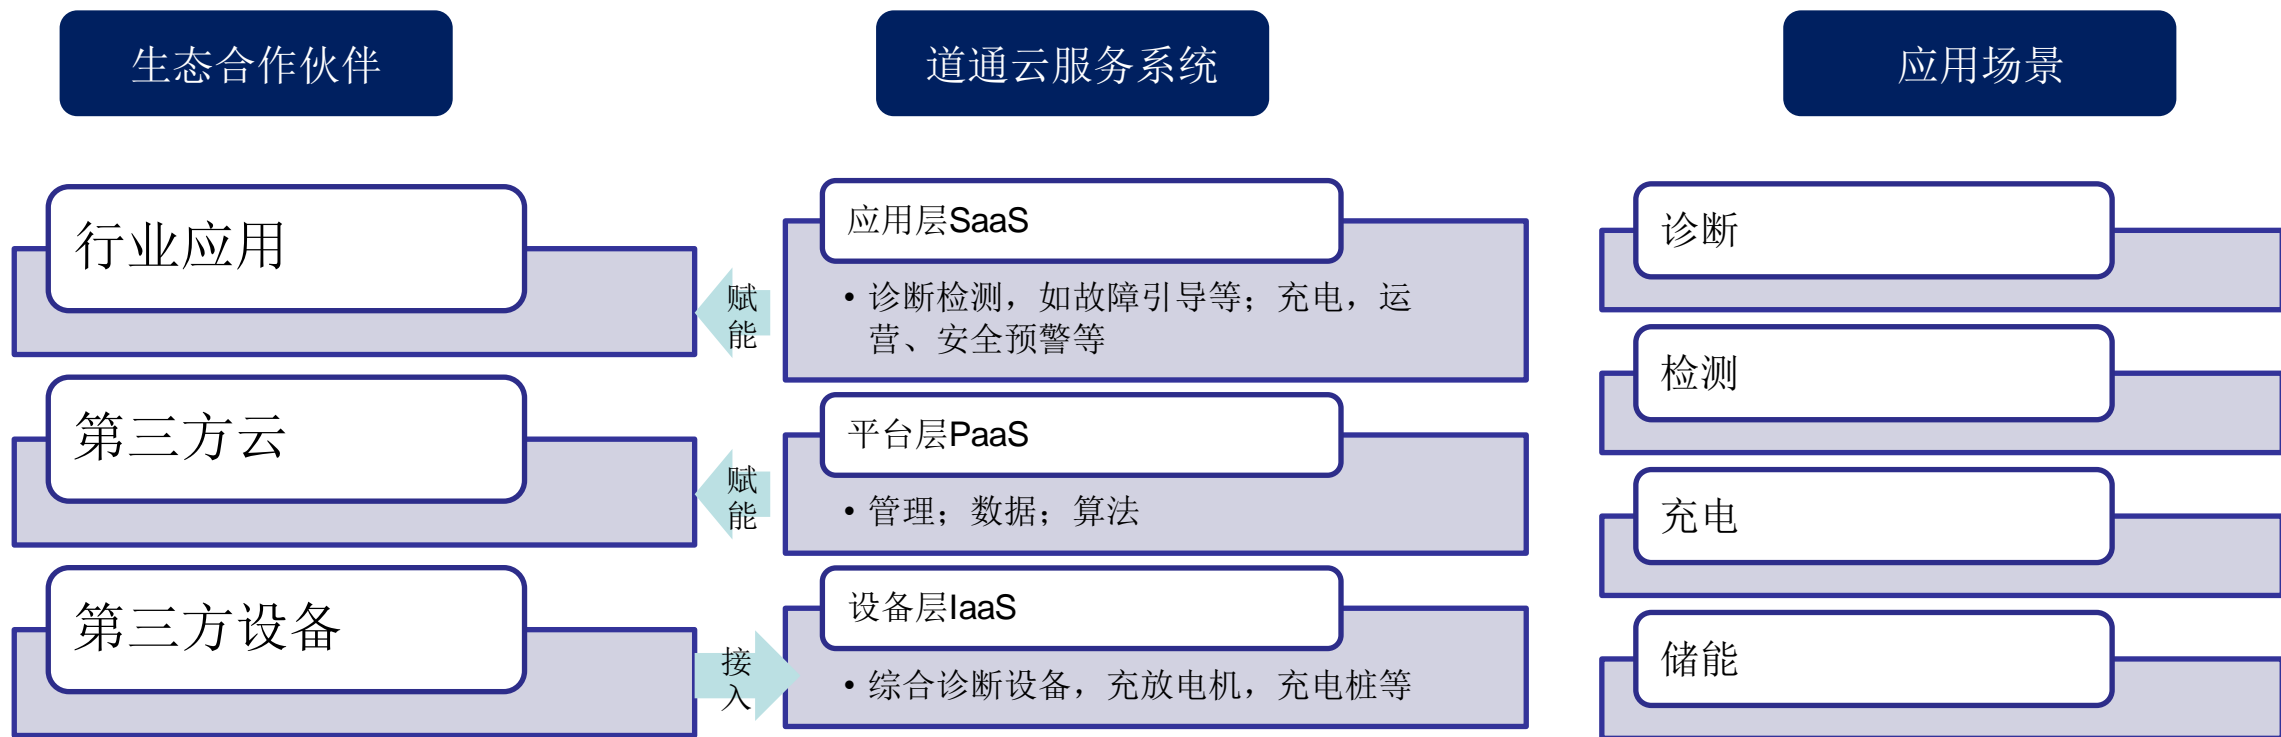 生态合作伙伴
道通云服务系统
应用场景
行业应用
第三方云
第三方设备
赋
能
赋
能
接
入
应用层SaaS
• 诊断检测，如故障引导等；充电，运
营、安全预警等
平台层PaaS
• 管理；数据；算法
设备层IaaS
• 综合诊断设备，充放电机，充电桩等
诊断
检测
充电
储能